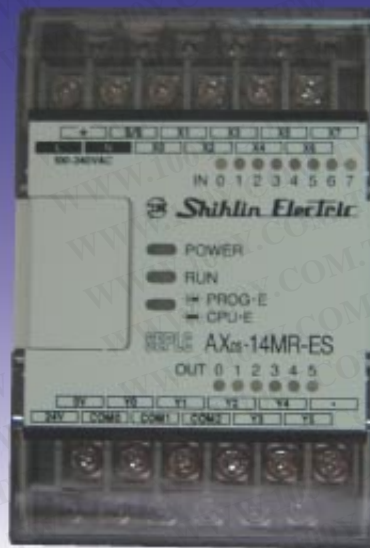 S/S X1 X3 X5 X7
L N X0 X2 X4 X6
100-240VAC
IN 0 1 2 3 4 5 6 7
Shihlin Electric
POWER
RUN
PROG-E
CPU-E
SEPLC AX0S-14MR-ES
OUT 0 1 2 3 4 5
0V Y0 Y1 Y2 Y4
24V COM0 COM1 COM2 Y3 Y5